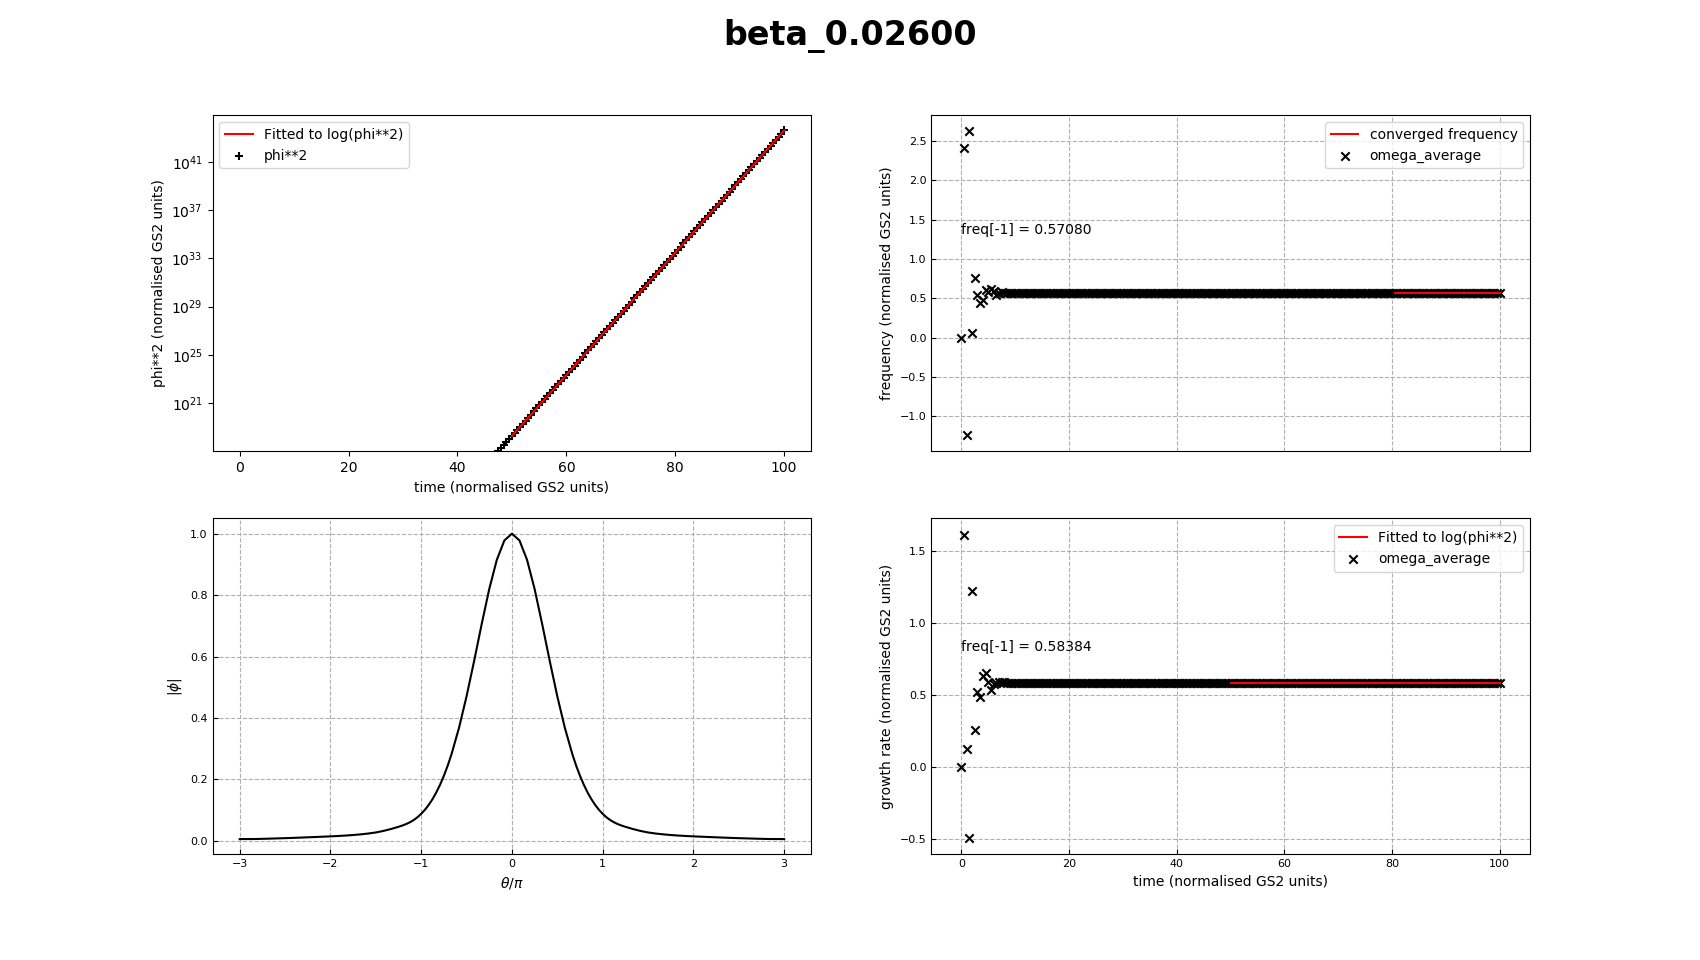 beta_0.02600
Fitted to log(phi**2)
phi**2
phi**2 (normalised GS2 units)
10^41
10^37
10^33
10^29
10^25
10^21
0 20 40 60 80 100
time (normalised GS2 units)
converged frequency
omega_average
freq[-1] = 0.57080
frequency (normalised GS2 units)
2.5
2.0
1.5
1.0
0.5
0.0
−0.5
−1.0
|ϕ|
1.0
0.8
0.6
0.4
0.2
0.0
−3 −2 −1 0 1 2 3
θ/π
Fitted to log(phi**2)
omega_average
freq[-1] = 0.58384
growth rate (normalised GS2 units)
1.5
1.0
0.5
0.0
−0.5
0 20 40 60 80 100
time (normalised GS2 units)